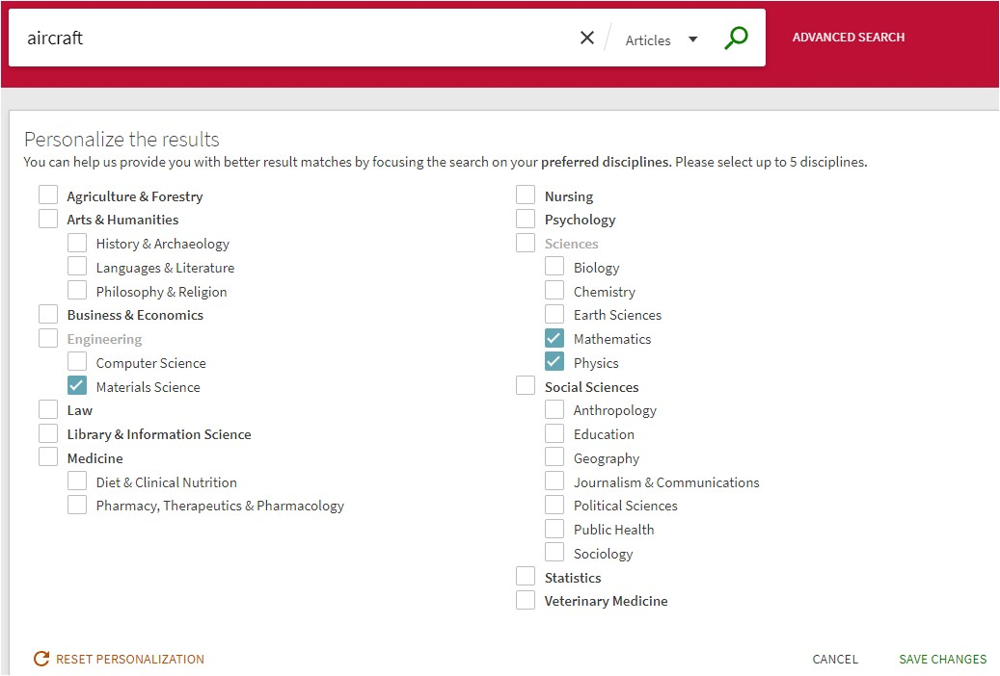 aircraft
Articles
ADVANCED SEARCH
Personalize the results
You can help us provide you with better result matches by focusing the search on your preferred disciplines. Please select up to 5 disciplines.
Agriculture & Forestry
Arts & Humanities
History & Archaeology
Languages & Literature
Philosophy & Religion
Business & Economics
Engineering
Computer Science
Materials Science
Law
Library & Information Science
Medicine
Diet & Clinical Nutrition
Pharmacy, Therapeutics & Pharmacology
Nursing
Psychology
Sciences
Biology
Chemistry
Earth Sciences
Mathematics
Physics
Social Sciences
Anthropology
Education
Geography
Journalism & Communications
Political Sciences
Public Health
Sociology
Statistics
Veterinary Medicine
RESET PERSONALIZATION
CANCEL
SAVE CHANGES